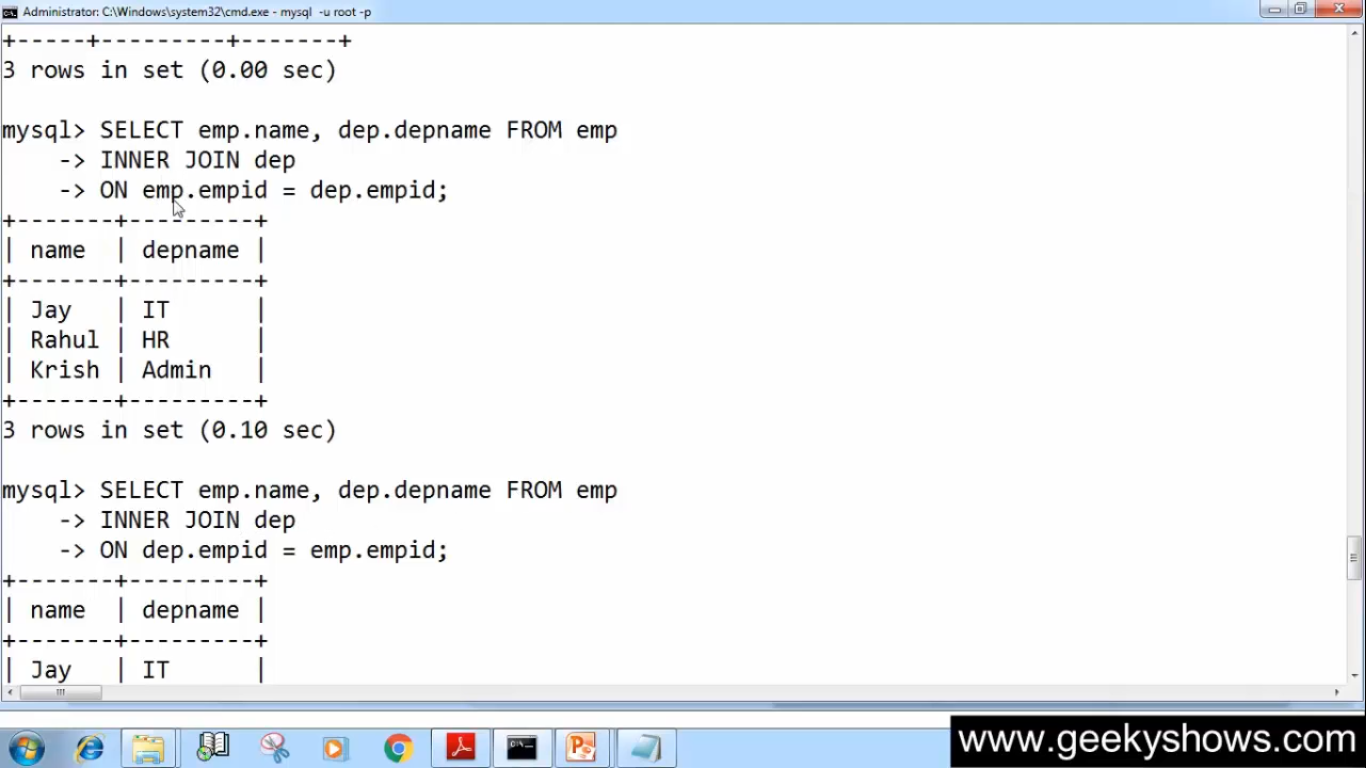 Administrator: C:\Windows\system32\cmd.exe - mysql  -u root -p
+-----+---------+-------+
3 rows in set (0.00 sec)
mysql> SELECT emp.name, dep.depname FROM emp
    -> INNER JOIN dep
    -> ON emp.empid = dep.empid;
+-------+---------+
| name  | depname |
+-------+---------+
| Jay   | IT      |
| Rahul | HR      |
| Krish | Admin   |
+-------+---------+
3 rows in set (0.10 sec)
mysql> SELECT emp.name, dep.depname FROM emp
    -> INNER JOIN dep
    -> ON dep.empid = emp.empid;
+-------+---------+
| name  | depname |
+-------+---------+
| Jay   | IT      |
www.geekyshows.com